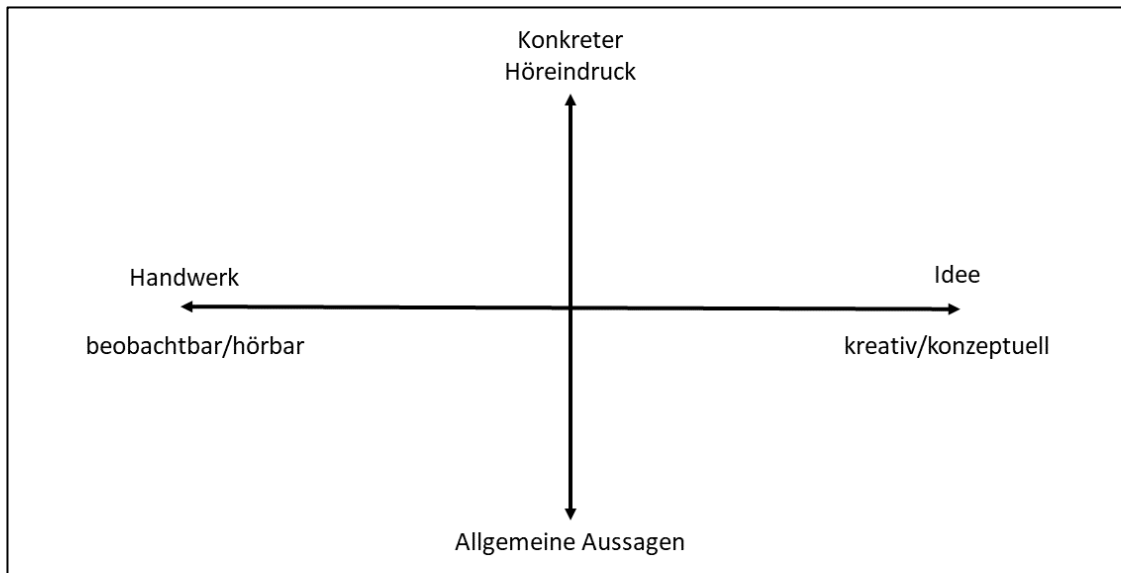 Konkreter
Höreindruck
Handwerk
Idee
beobachtbar/hörbar
kreativ/konzeptuell
Allgemeine Aussagen